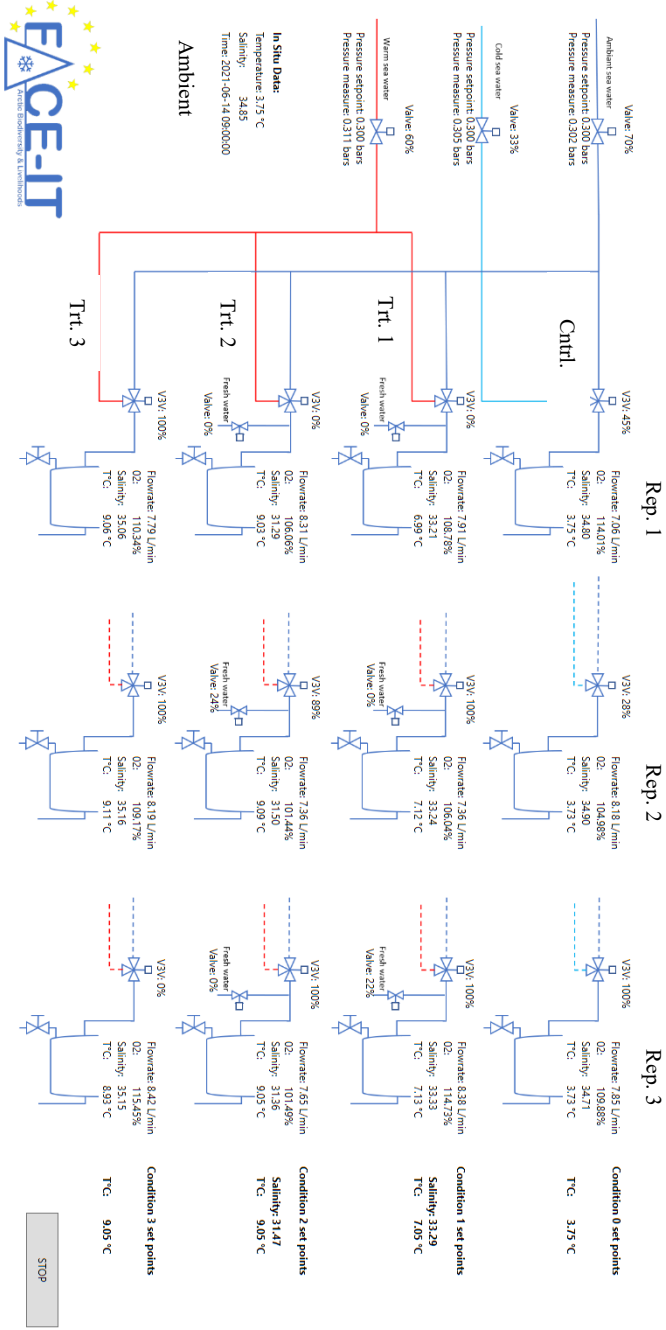 Rep. 1
Rep. 2
Rep. 3
Valve: 70%
Ambiant sea water
Pressure setpoint: 0.300 bars
Pressure measure: 0.302 bars
Valve: 33%
Cold sea water
Pressure setpoint: 0.300 bars
Pressure measure: 0.305 bars
Valve: 60%
Warm sea water
Pressure setpoint: 0.300 bars
Pressure measure: 0.311 bars
In Situ Data:
Temperature: 3.75 °C
Salinity: 34.85
Time: 2021-06-14 09:00:00
Ambient
FACE-IT
Arctic Biodiversity & Livelihoods
Cntrl.
V3V: 45%
Flowrate: 7.06 L/min
02: 114.01%
Salinity: 34.80
T°C: 3.75 °C
V3V: 28%
Flowrate: 8.18 L/min
02: 104.98%
Salinity: 34.90
T°C: 3.73 °C
V3V: 100%
Flowrate: 7.85 L/min
02: 109.88%
Salinity: 34.71
T°C: 3.73 °C
Condition 0 set points
T°C: 3.75 °C
Trt. 1
V3V: 0%
Fresh water
Valve: 0%
Flowrate: 7.91 L/min
02: 108.78%
Salinity: 33.21
T°C: 6.99 °C
V3V: 100%
Fresh water
Valve: 0%
Flowrate: 7.36 L/min
02: 106.04%
Salinity: 33.24
T°C: 7.12 °C
V3V: 100%
Fresh water
Valve: 22%
Flowrate: 8.38 L/min
02: 114.73%
Salinity: 33.33
T°C: 7.13 °C
Condition 1 set points
Salinity: 33.29
T°C: 7.05 °C
Trt. 2
V3V: 0%
Fresh water
Valve: 0%
Flowrate: 8.31 L/min
02: 106.06%
Salinity: 31.29
T°C: 9.03 °C
V3V: 89%
Fresh water
Valve: 24%
Flowrate: 7.36 L/min
02: 101.44%
Salinity: 31.50
T°C: 9.09 °C
V3V: 100%
Fresh water
Valve: 0%
Flowrate: 7.65 L/min
02: 101.49%
Salinity: 31.36
T°C: 9.05 °C
Condition 2 set points
Salinity: 31.47
T°C: 9.05 °C
Trt. 3
V3V: 100%
Flowrate: 7.79 L/min
02: 110.34%
Salinity: 35.06
T°C: 9.06 °C
V3V: 100%
Flowrate: 8.19 L/min
02: 109.17%
Salinity: 35.16
T°C: 9.11 °C
V3V: 0%
Flowrate: 8.42 L/min
02: 115.45%
Salinity: 35.15
T°C: 8.93 °C
Condition 3 set points
T°C: 9.05 °C
STOP